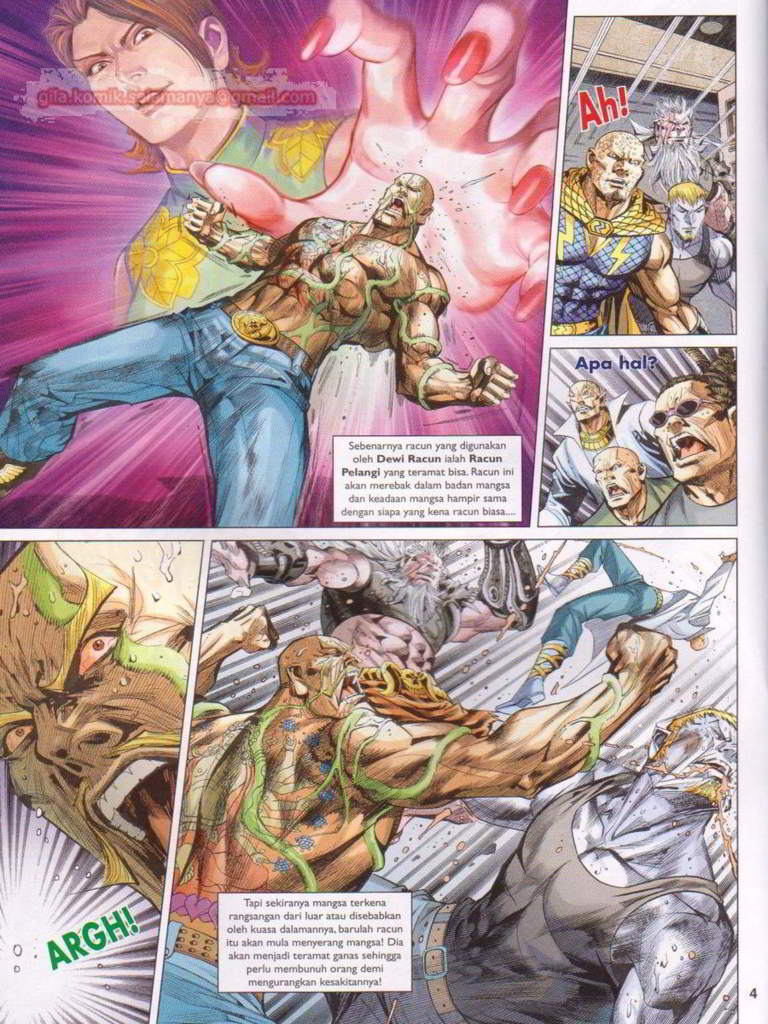 gila.komik.selamanya@gmail.com
Ah!
Apa hal?
Sebenarnya racun yang digunakan
oleh Dewi Racun ialah Racun
Pelangi yang teramat bisa. Racun ini
akan merebak dalam badan mangsa
dan keadaan mangsa hampir sama
dengan siapa yang kena racun biasa....
ARGH!
Tapi sekiranya mangsa terkena
rangsangan dari luar atau disebabkan
oleh kuasa dalamannya, barulah racun
itu akan mula menyerang mangsa! Dia
akan menjadi teramat ganas sehingga
perlu membunuh orang demi
mengurangkan kesakitannya!
4